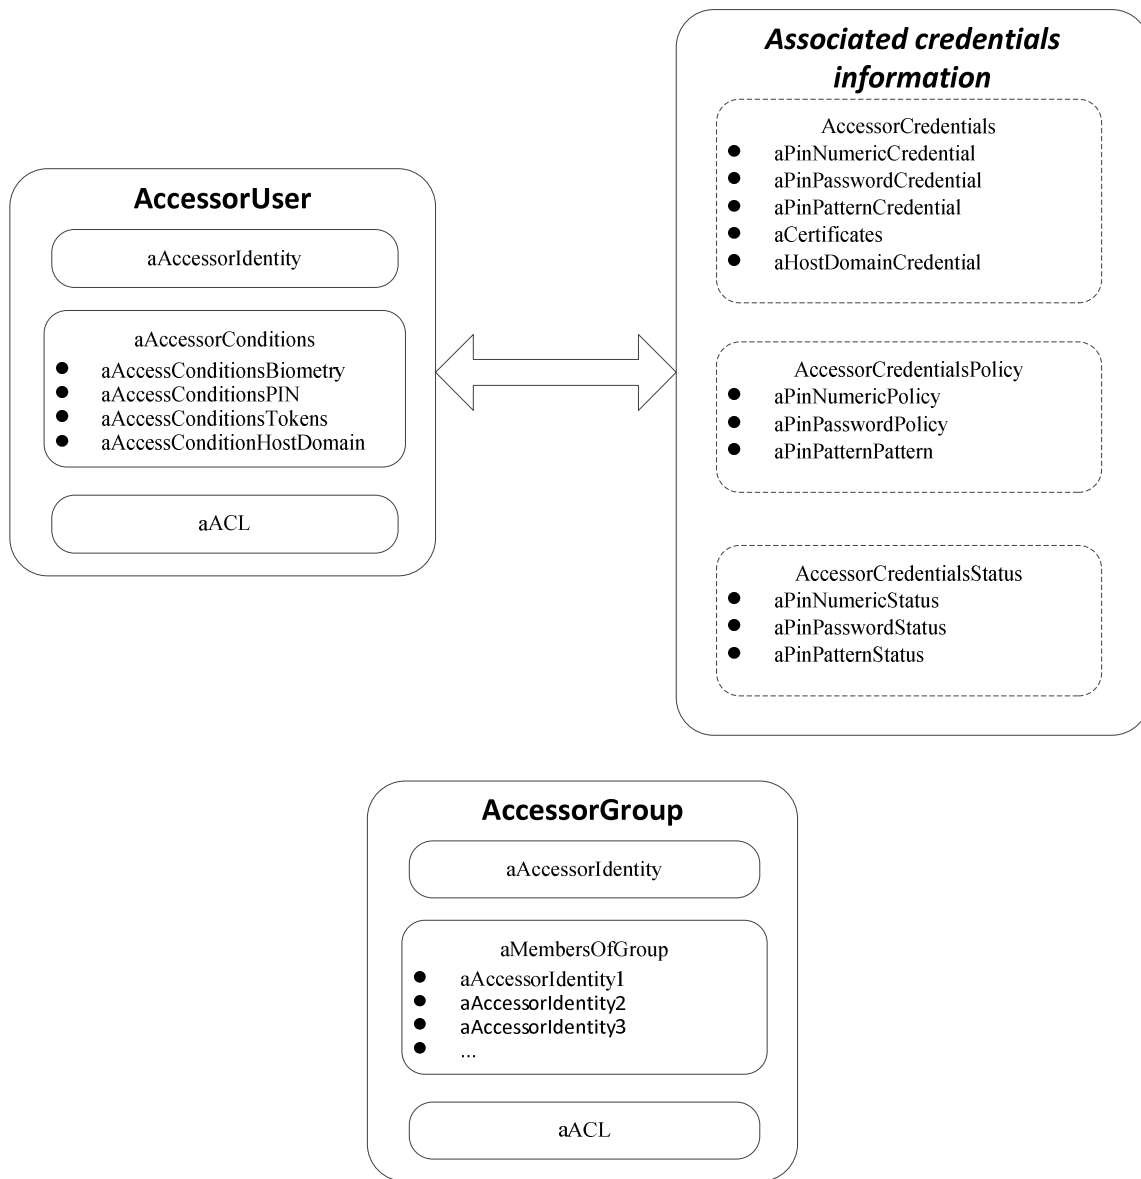 AccessorUser
aAccessorIdentity
aAccessorConditions
● aAccessConditionsBiometry
● aAccessConditionsPIN
● aAccessConditionsTokens
● aAccessConditionHostDomain
aACL
Associated credentials
information
AccessorCredentials
● aPinNumericCredential
● aPinPasswordCredential
● aPinPatternCredential
● aCertificates
● aHostDomainCredential
AccessorCredentialsPolicy
● aPinNumericPolicy
● aPinPasswordPolicy
● aPinPatternPattern
AccessorCredentialsStatus
● aPinNumericStatus
● aPinPasswordStatus
● aPinPatternStatus
AccessorGroup
aAccessorIdentity
aMembersOfGroup
● aAccessorIdentity1
● aAccessorIdentity2
● aAccessorIdentity3
● ...
aACL